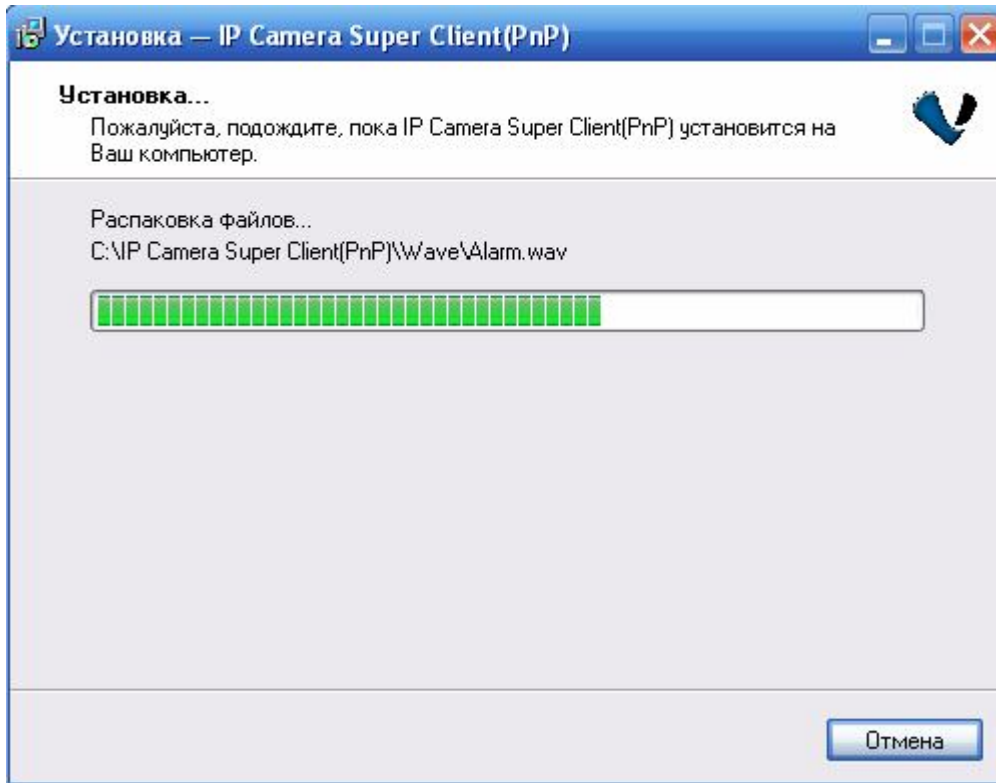 Установка — IP Camera Super Client(PnP)
Установка...
Пожалуйста, подождите, пока IP Camera Super Client(PnP) установится на
Ваш компьютер.
Распаковка файлов...
C:\IP Camera Super Client(PnP)\Wave\Alarm.wav
Отмена